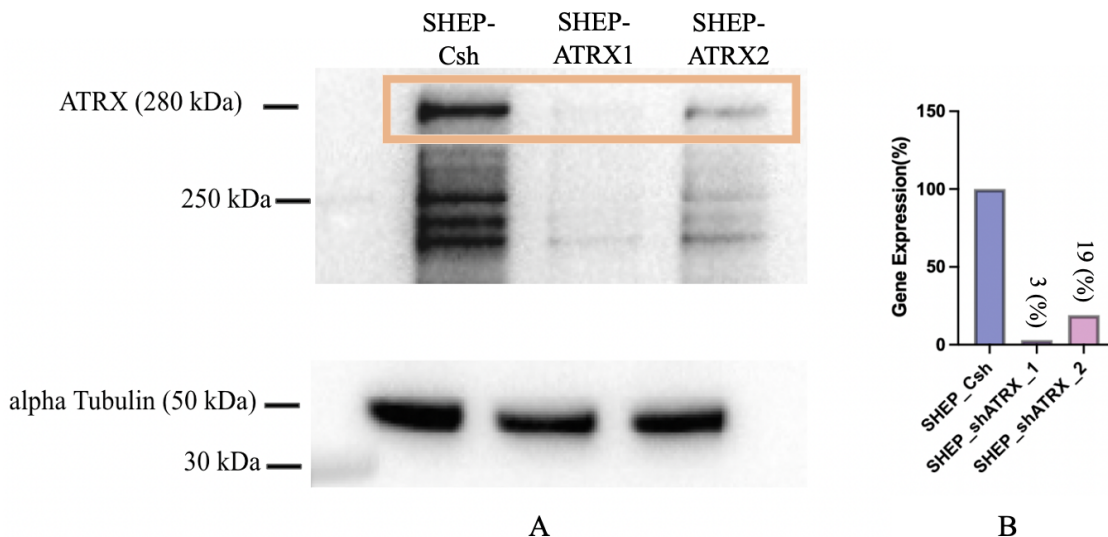 SHEP-
Csh
SHEP-
ATRX1
SHEP-
ATRX2
ATRX (280 kDa)
250 kDa
alpha Tubulin (50 kDa)
30 kDa
A
Gene Expression(%)
150
100
50
0
3 (%)
19 (%)
SHEP_Csh
SHEP_shATRX_1
SHEP_shATRX_2
B